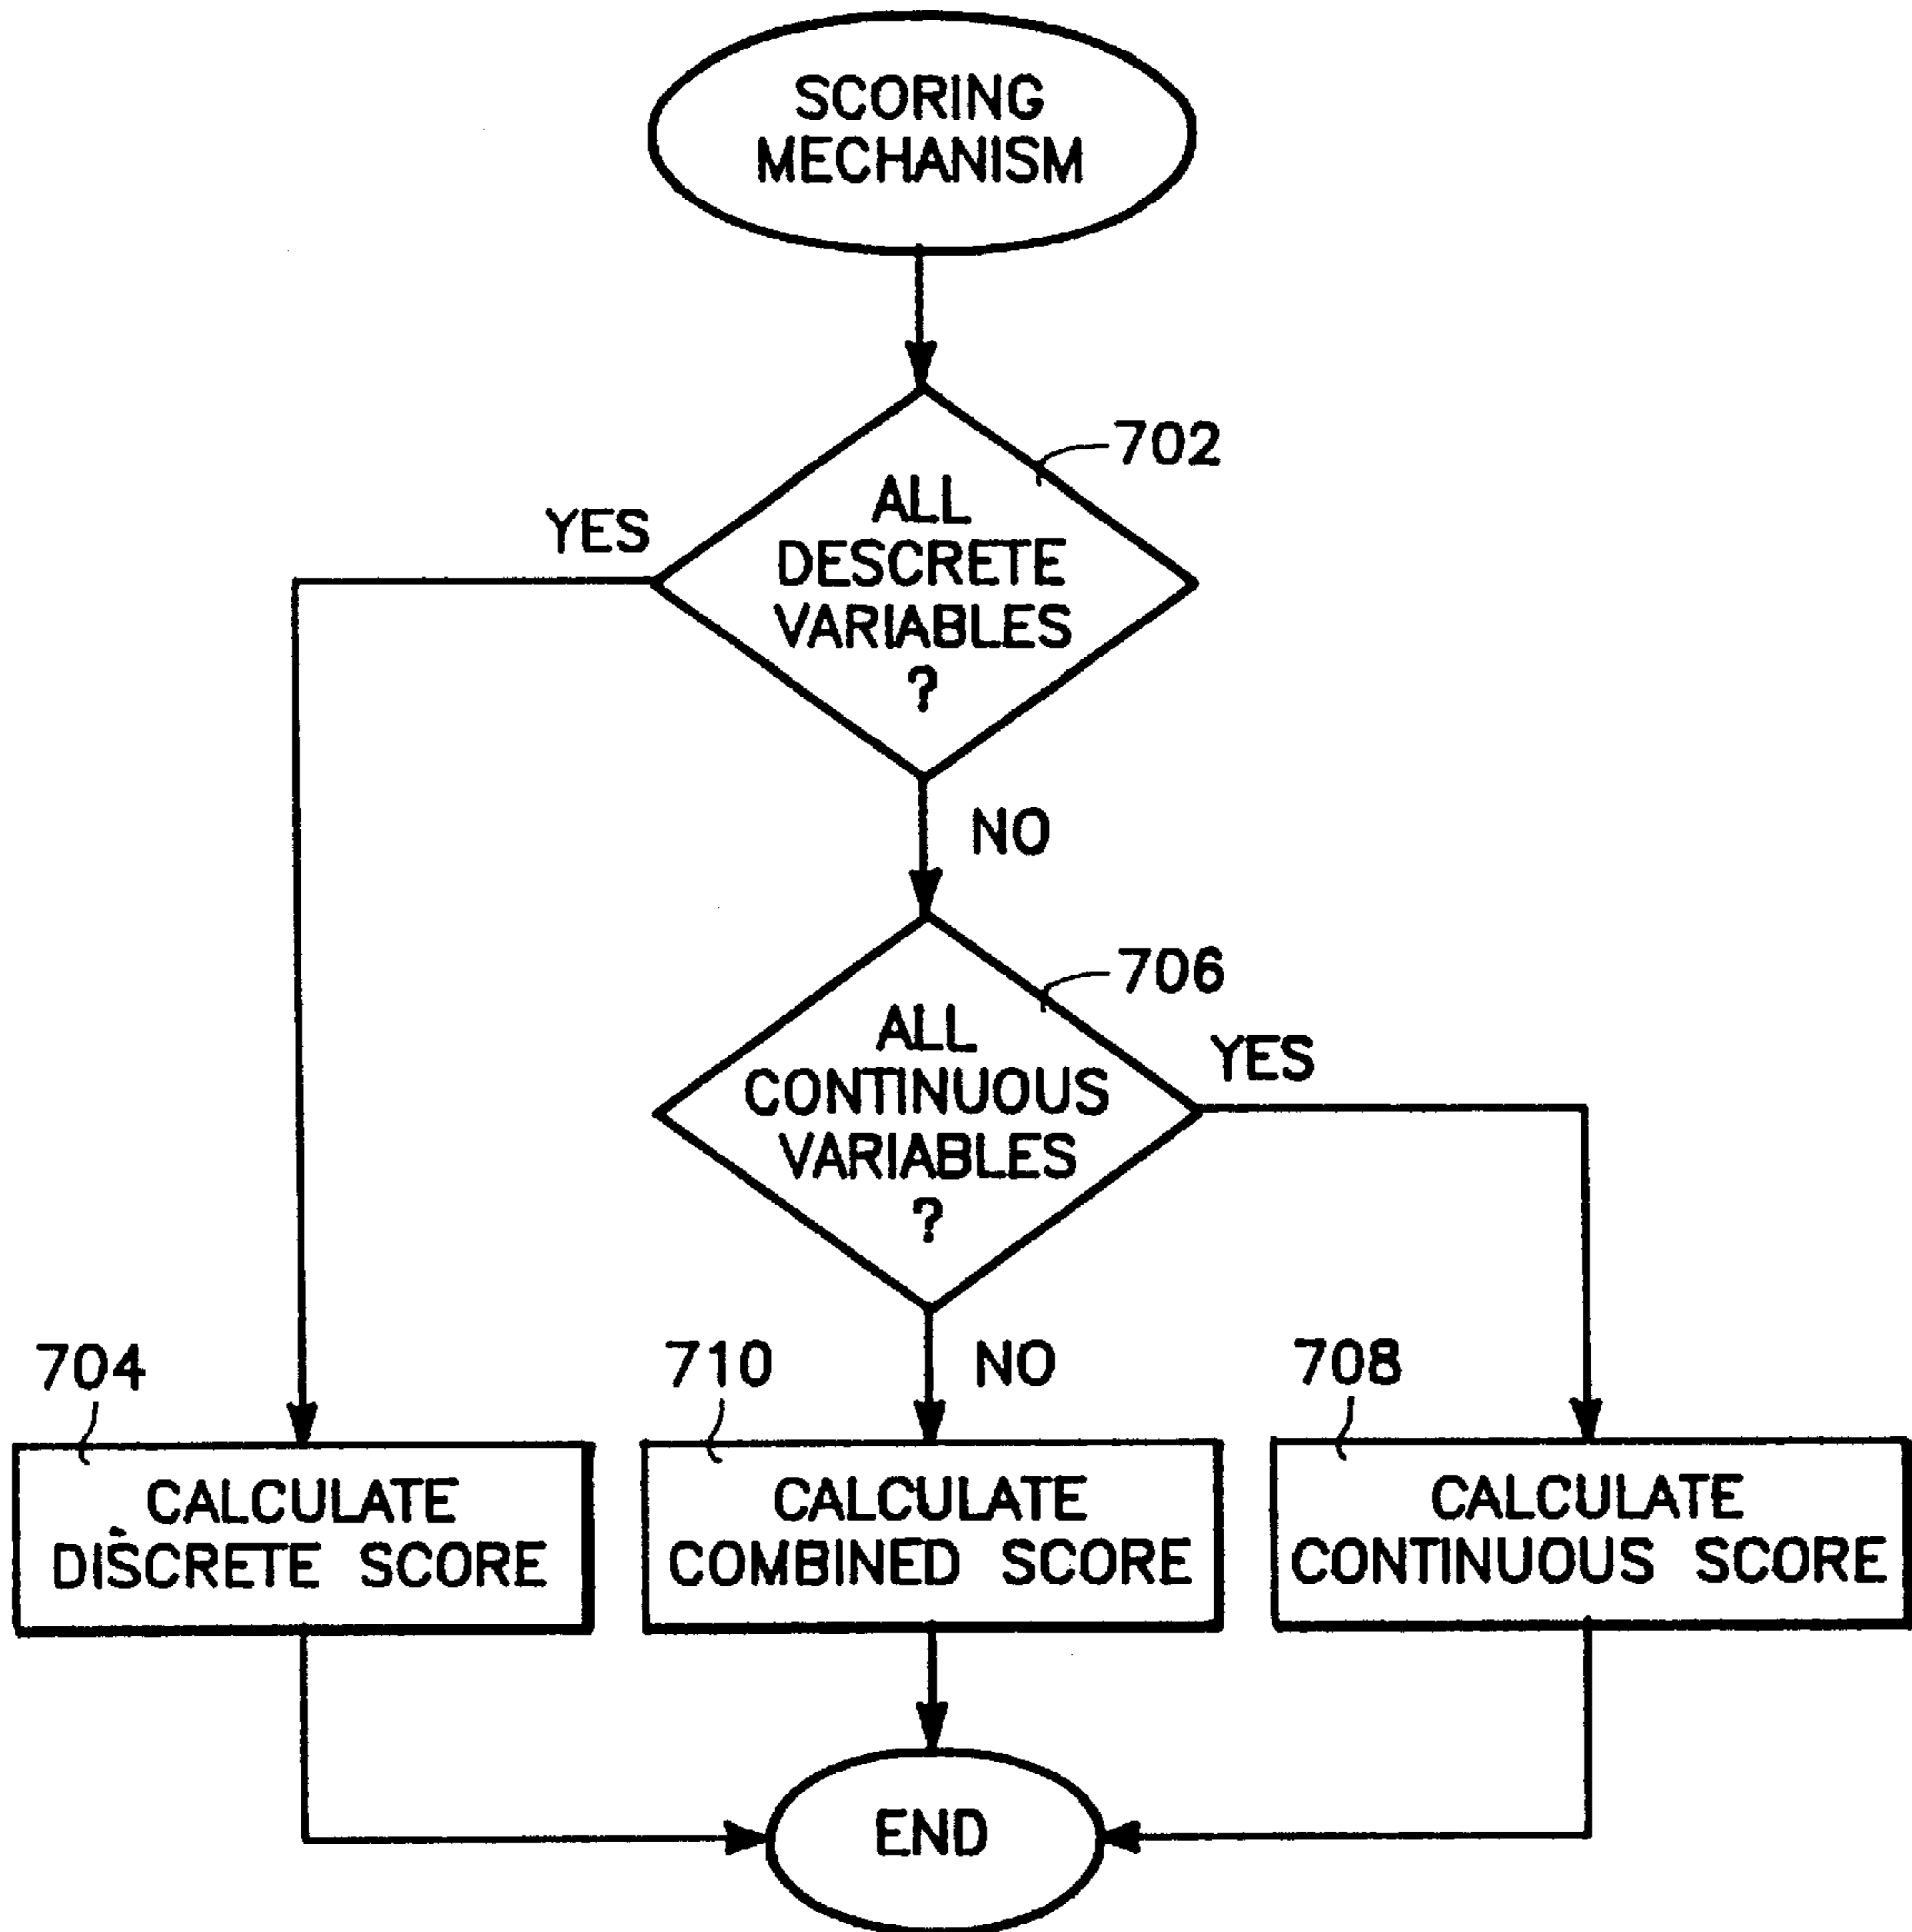 SCORING
MECHANISM
702
YES
ALL
DESCRETE
VARIABLES
?
NO
706
ALL
CONTINUOUS
VARIABLES
?
YES
NO
704
CALCULATE
DISCRETE SCORE
710
CALCULATE
COMBINED SCORE
708
CALCULATE
CONTINUOUS SCORE
END